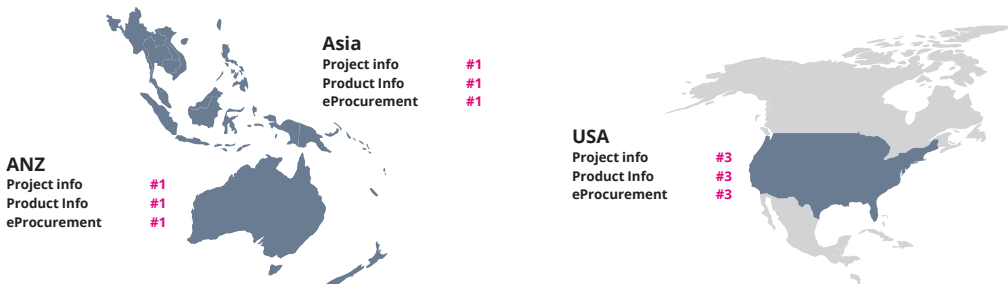 Asia
Project info #1
Product Info #1
eProcurement #1
ANZ
Project info #1
Product Info #1
eProcurement #1
USA
Project info #3
Product Info #3
eProcurement #3